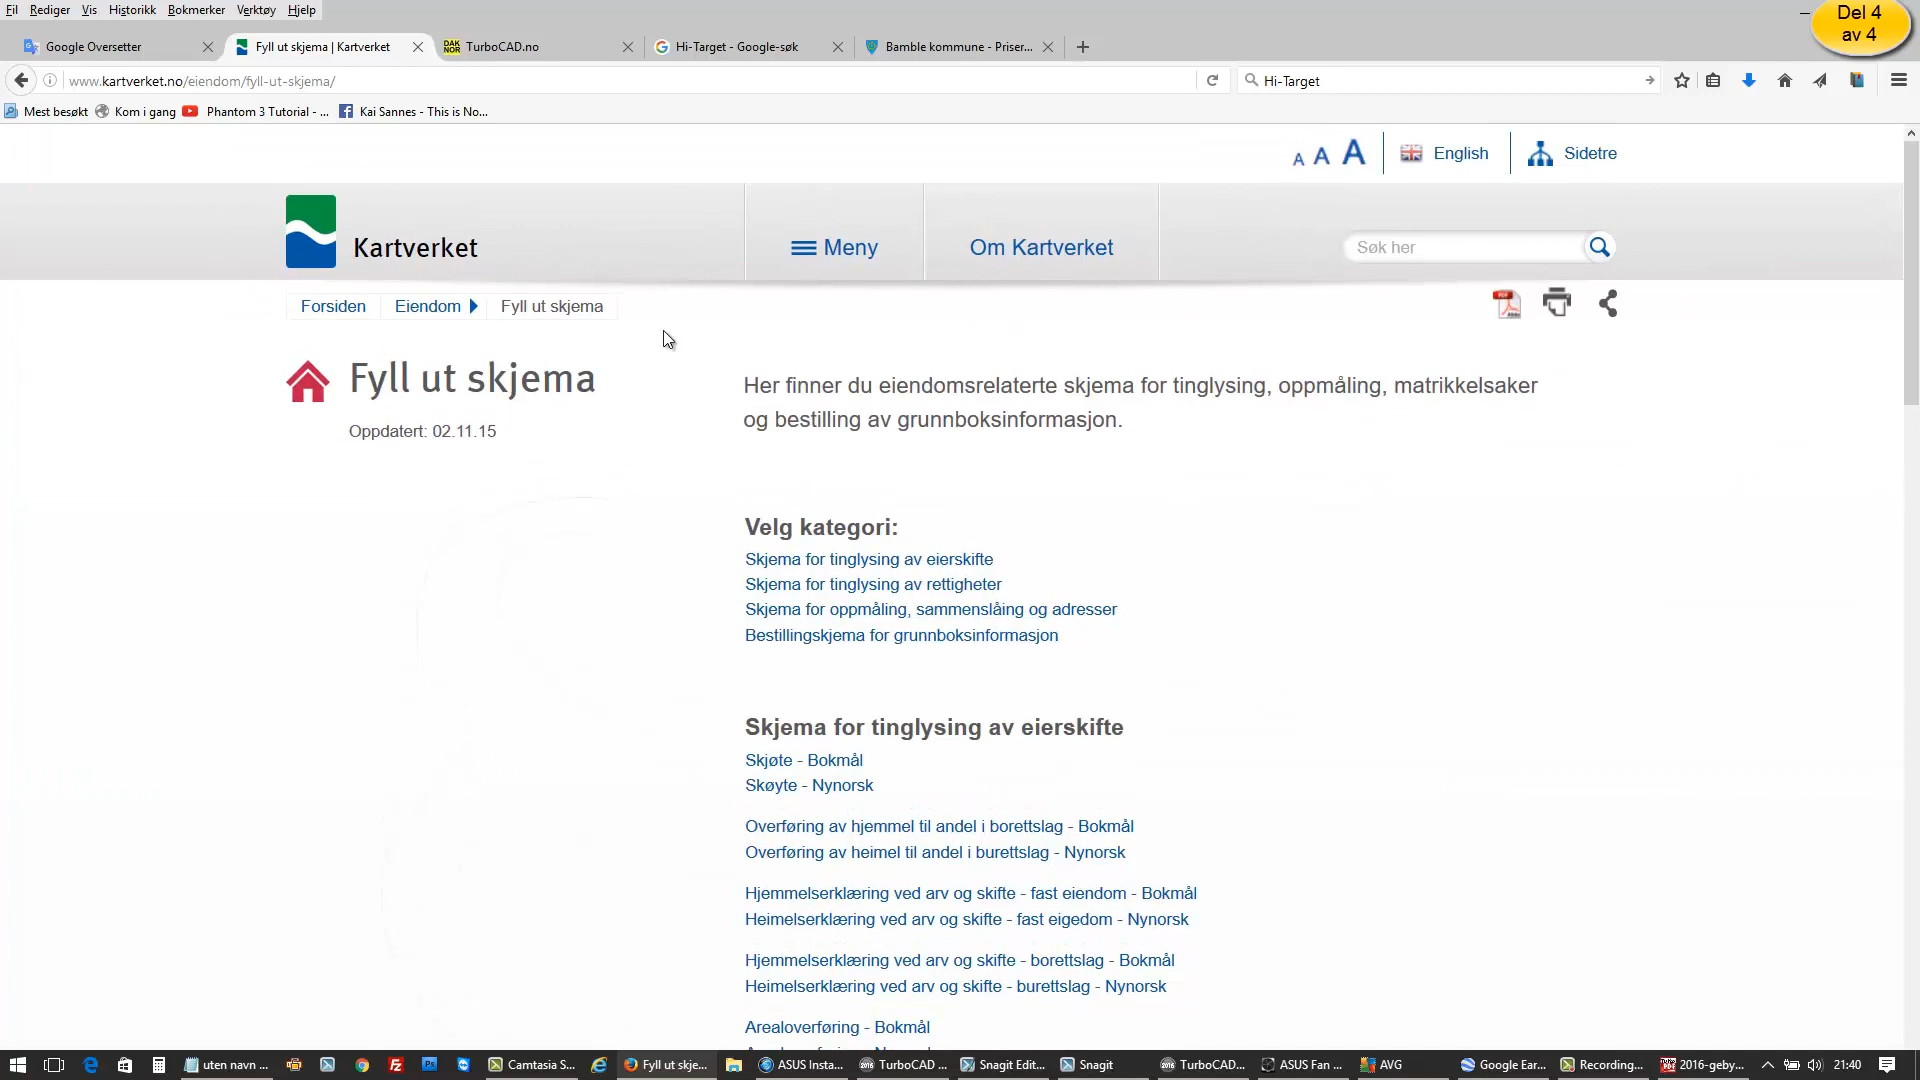 Fil Rediger Vis Historikk Bokmerker Verktøy Hjelp
Del 4
av 4
Google Oversetter
Fyll ut skjema | Kartverket
DAK
NOR
TurboCAD.no
Hi-Target - Google-søk
Bamble kommune - Priser...
www.kartverket.no/eiendom/fyll-ut-skjema/
Hi-Target
Mest besøkt Kom i gang Phantom 3 Tutorial - ... Kai Sannes - This is No...
A A A English Sidetre
Kartverket
Meny
Om Kartverket
Søk her
Forsiden Eiendom Fyll ut skjema
Fyll ut skjema
Oppdatert: 02.11.15
Her finner du eiendomsrelaterte skjema for tinglysing, oppmåling, matrikkelsaker
og bestilling av grunnboksinformasjon.
Velg kategori:
Skjema for tinglysing av eierskifte
Skjema for tinglysing av rettigheter
Skjema for oppmåling, sammenslåing og adresser
Bestillingskjema for grunnboksinformasjon
Skjema for tinglysing av eierskifte
Skjøte - Bokmål
Skøyte - Nynorsk
Overføring av hjemmel til andel i borettslag - Bokmål
Overføring av heimel til andel i burettslag - Nynorsk
Hjemmelserklæring ved arv og skifte - fast eiendom - Bokmål
Heimelserklæring ved arv og skifte - fast eigedom - Nynorsk
Hjemmelserklæring ved arv og skifte - borettslag - Bokmål
Heimelserklæring ved arv og skifte - burettslag - Nynorsk
Arealoverføring - Bokmål
uten navn ... Camtasia S... Fyll ut skje... ASUS Insta... TurboCAD ... Snagit Edit... Snagit TurboCAD... ASUS Fan ... AVG Google Ear... Recording... 2016-geby... 21:40